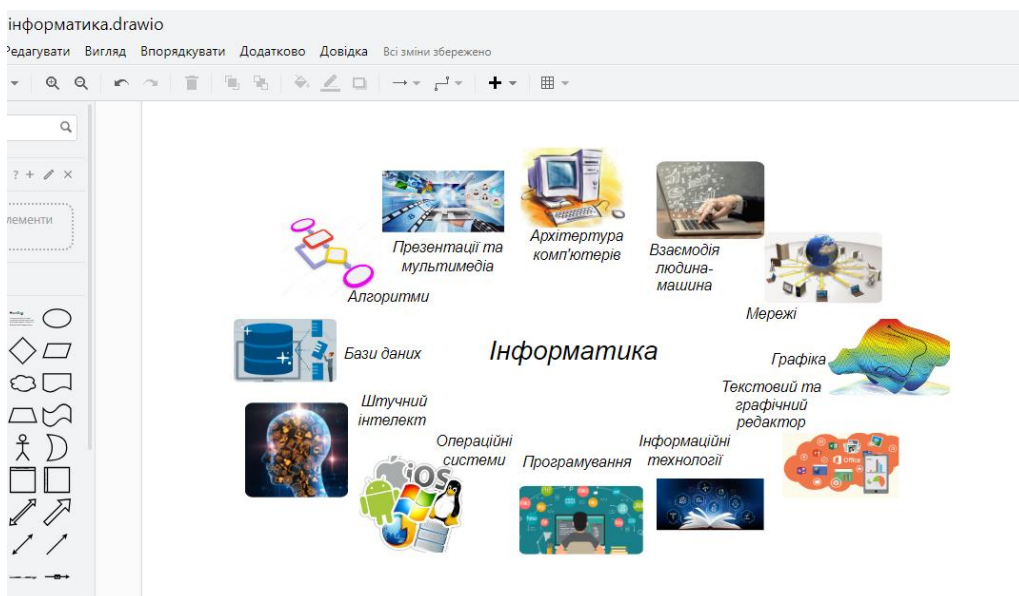 інформатика.drawio
Редагувати Вигляд Впорядкувати Додатково Довідка Всі зміни збережено
Архітертура
комп'ютерів
Презентації та
мультимедіа
Взаємодія
людина-
машина
Алгоритми
Мережі
Бази даних
Інформатика
Графіка
Текстовий та
графічний
редактор
Штучний
інтелект
Операційні
системи
Програмування
Інформаційні
технології
iOS
Office